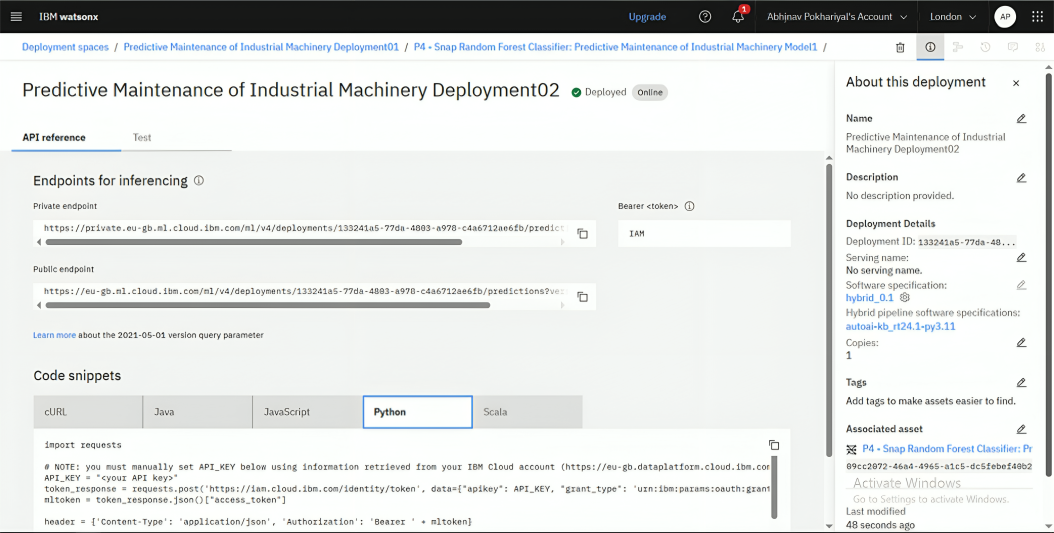 IBM watsonx
Upgrade
1
Abhinav Pokhariyal's Account
London
AP
Deployment spaces / Predictive Maintenance of Industrial Machinery Deployment01 / P4 • Snap Random Forest Classifier: Predictive Maintenance of Industrial Machinery Model1 /
Predictive Maintenance of Industrial Machinery Deployment02
Deployed
Online
API reference
Test
Endpoints for inferencing
Private endpoint
https://private.eu-gb.ml.cloud.ibm.com/ml/v4/deployments/133241a5-77da-4803-a978-c4a6712ae6fb/predict
Bearer <token>
IAM
Public endpoint
https://eu-gb.ml.cloud.ibm.com/ml/v4/deployments/133241a5-77da-4803-a978-c4a6712ae6fb/predictions?ver
Learn more about the 2021-05-01 version query parameter
Code snippets
cURL
Java
JavaScript
Python
Scala
import requests
# NOTE: you must manually set API_KEY below using information retrieved from your IBM Cloud account (https://eu-gb.dataplatform.cloud.ibm.com
API_KEY = "<your API key>"
token_response = requests.post('https://iam.cloud.ibm.com/identity/token', data={"apikey": API_KEY, "grant_type": 'urn:ibm:params:oauth:grant
mltoken = token_response.json()["access_token"]
header = {'Content-Type': 'application/json', 'Authorization': 'Bearer ' + mltoken}
About this deployment
Name
Predictive Maintenance of Industrial
Machinery Deployment02
Description
No description provided.
Deployment Details
Deployment ID: 133241a5-77da-48...
Serving name:
No serving name.
Software specification:
hybrid_0.1
Hybrid pipeline software specifications:
autoai-kb_rt24.1-py3.11
Copies:
1
Tags
Add tags to make assets easier to find.
Associated asset
P4 • Snap Random Forest Classifier: Pr
09cc2072-46a4-4965-a1c5-dc5febef40b2
Activate Windows
Go to Settings to activate Windows.
Last modified
48 seconds ago